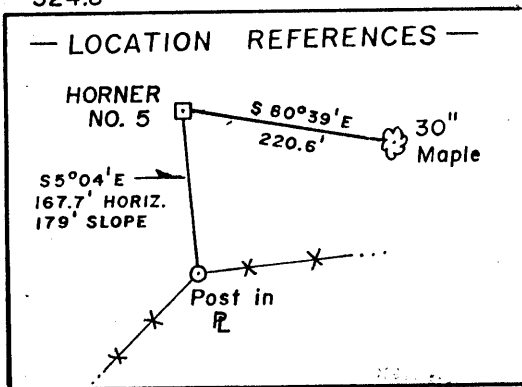 — LOCATION REFERENCES —
HORNER
NO. 5
S 80°39'E
220.6'
30"
Maple
S5°04'E
167.7' HORIZ.
179' SLOPE
Post in
PL